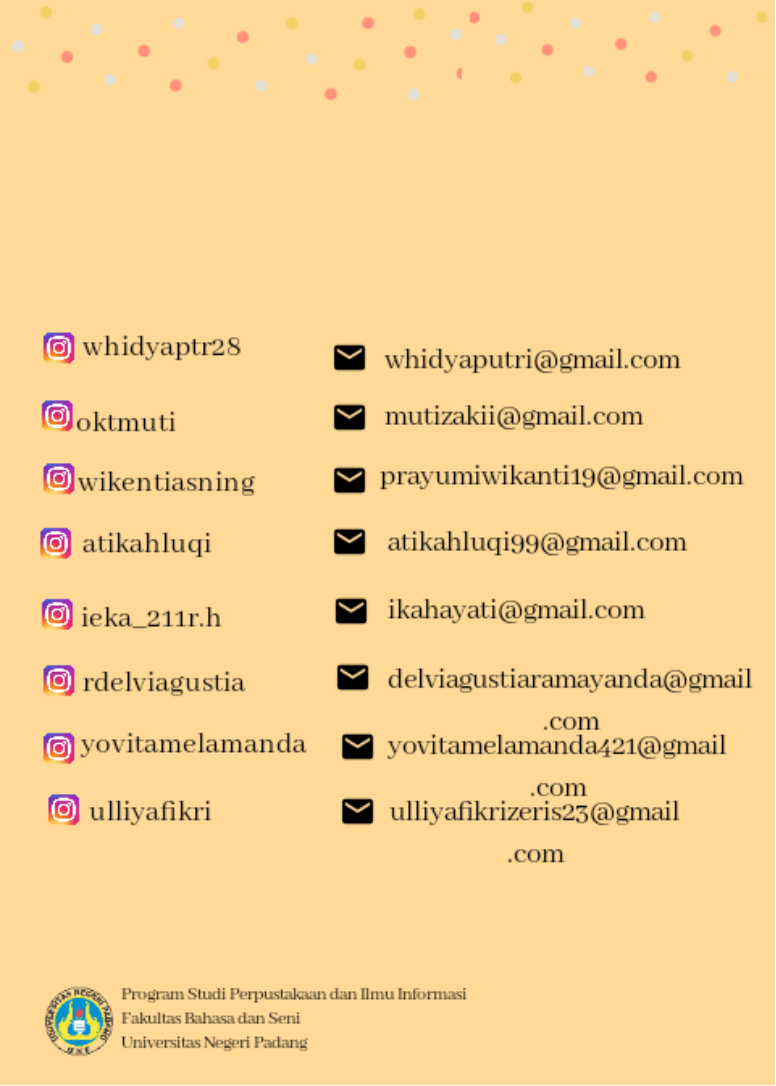 whidyaptr28
whidyaputri@gmail.com
oktmuti
mutizakii@gmail.com
wikentiasning
prayumiwikanti19@gmail.com
atikahluqi
atikahluqi99@gmail.com
ieka_211r.h
ikahayati@gmail.com
rdelviagustia
delviagustiaramayanda@gmail
.com
yovitamelamanda
yovitamelamanda421@gmail
.com
ulliyafikri
ulliyafikrizeris23@gmail
.com
UNIVERSITAS NEGERI PADANG
Program Studi Perpustakaan dan Ilmu Informasi
Fakultas Bahasa dan Seni
Universitas Negeri Padang